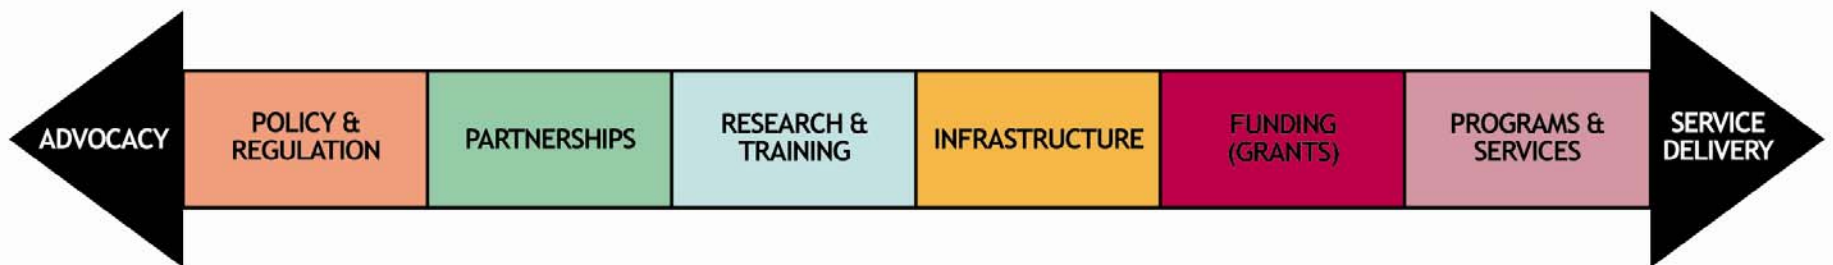 ADVOCACY
POLICY &
REGULATION
PARTNERSHIPS
RESEARCH &
TRAINING
INFRASTRUCTURE
FUNDING
(GRANTS)
PROGRAMS &
SERVICES
SERVICE
DELIVERY